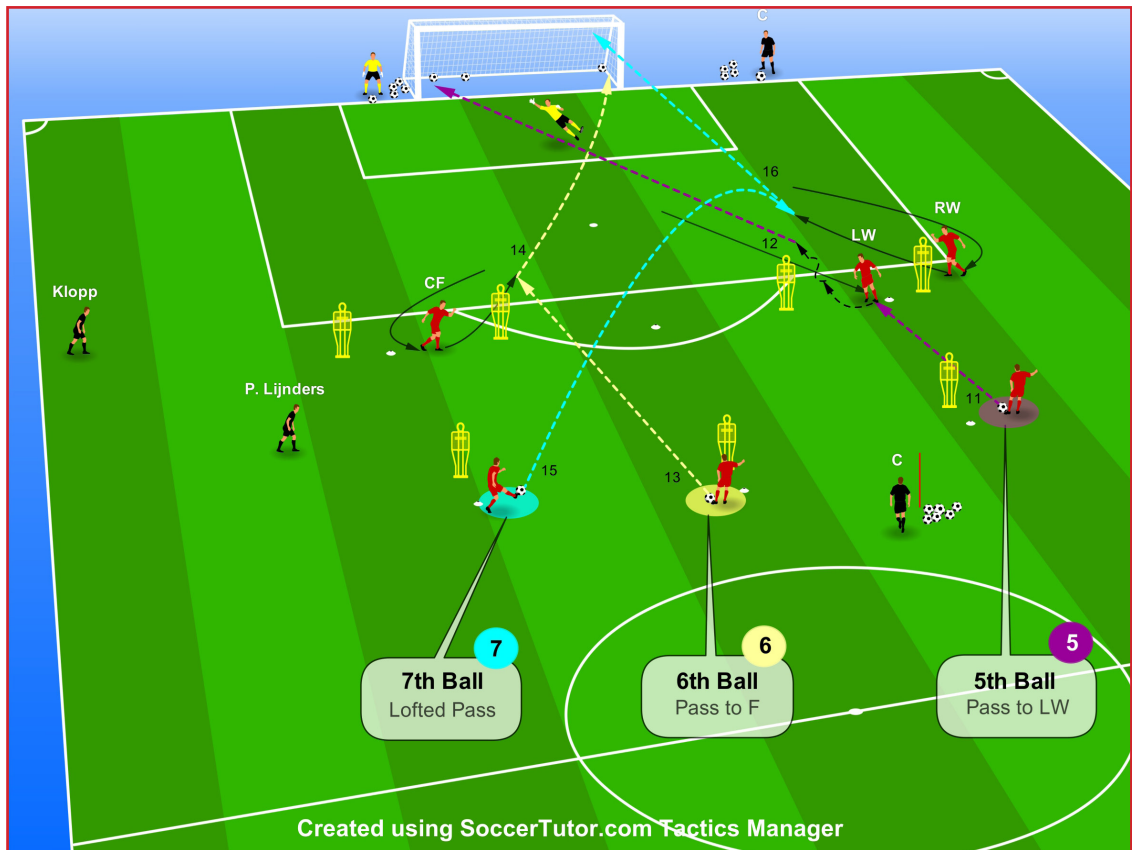 C
16
RW
14
12
LW
CF
Klopp
P. Lijnders
11
15
13
C
7
7th Ball
Lofted Pass
6
6th Ball
Pass to F
5
5th Ball
Pass to LW
Created using SoccerTutor.com Tactics Manager